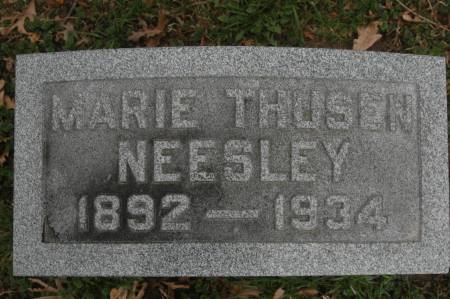 MARIE THUSEN
NEESLEY
1892 — 1934